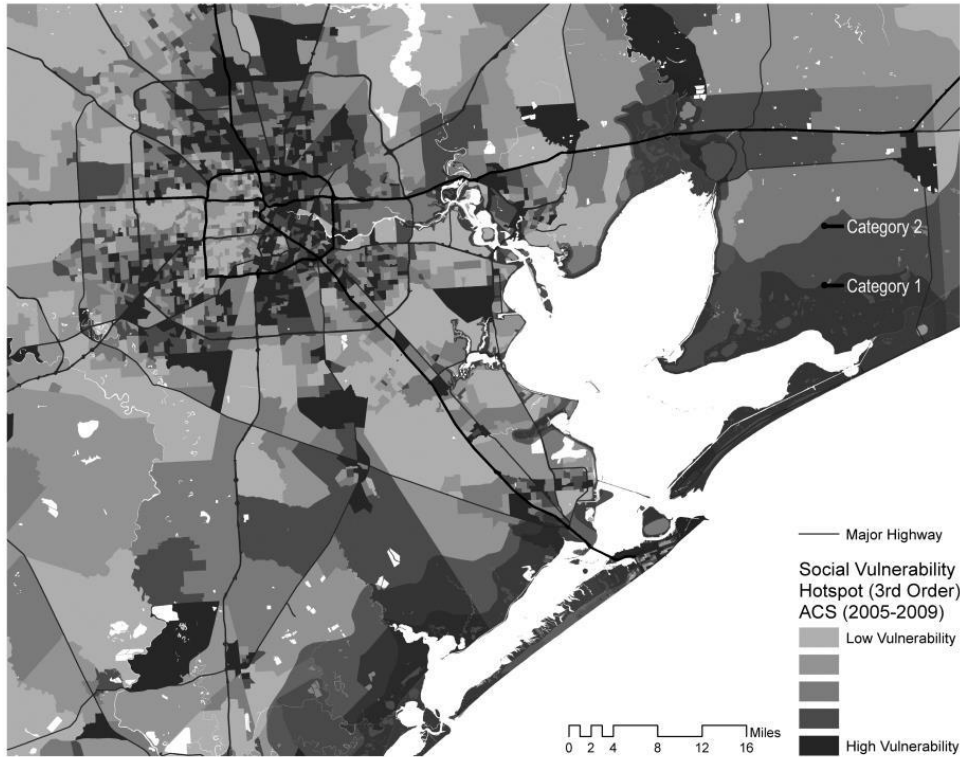 Category 2
Category 1
Major Highway
Social Vulnerability
Hotspot (3rd Order)
ACS (2005-2009)
Low Vulnerability
High Vulnerability
Miles
0 2 4 8 12 16